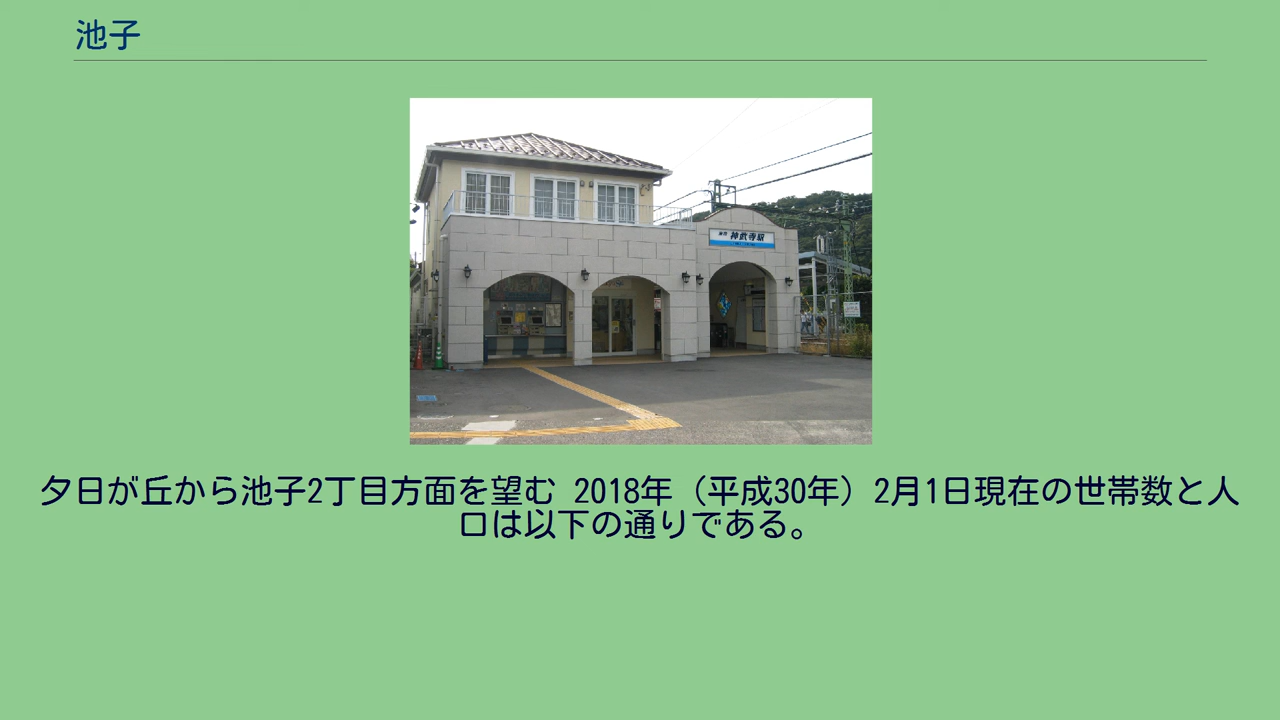 池子
神武寺駅
夕日が丘から池子2丁目方面を望む 2018年（平成30年）2月1日現在の世帯数と人
口は以下の通りである。